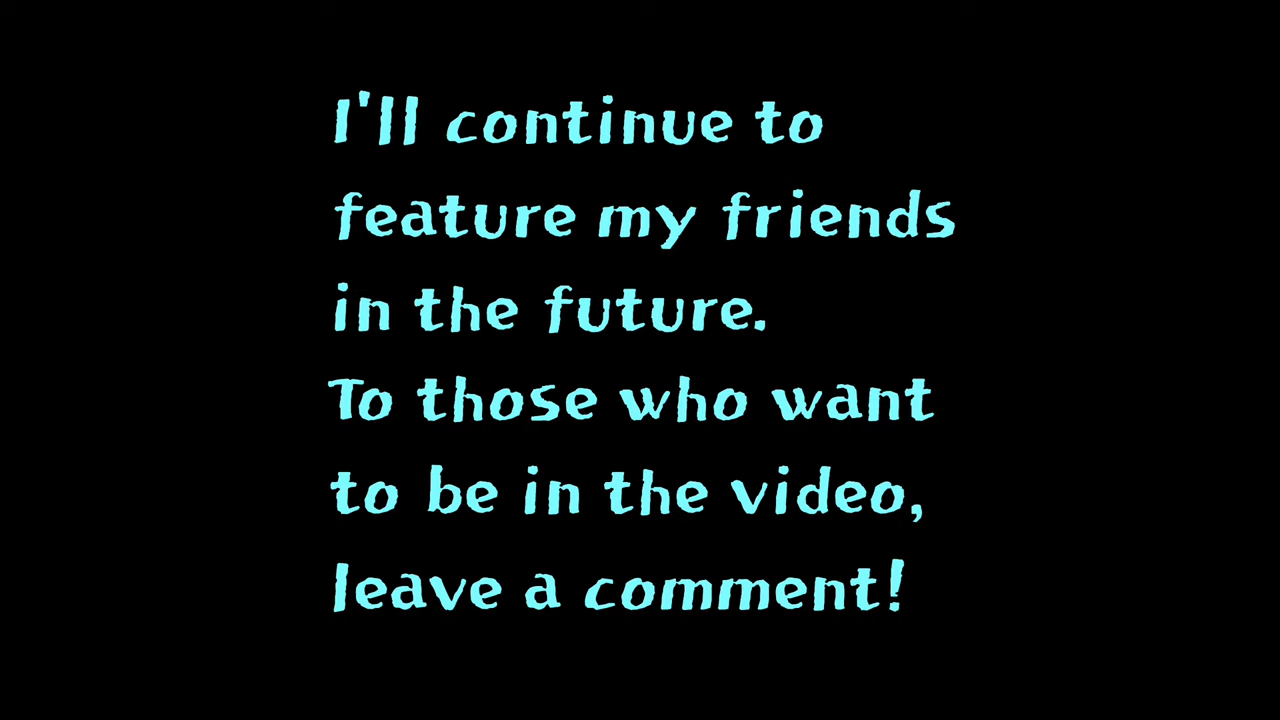 I'll continue to
feature my friends
in the future.
To those who want
to be in the video,
leave a comment!